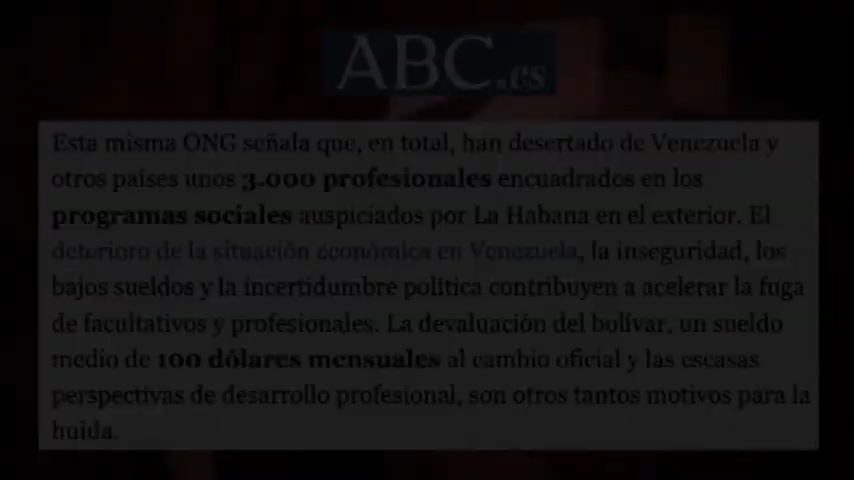 ABC.es
Esta misma ONG señala que, en total, han desertado de Venezuela y
otros países unos 3.000 profesionales encuadrados en los
programas sociales auspiciados por La Habana en el exterior. El
deterioro de la situación económica en Venezuela, la inseguridad, los
bajos sueldos y la incertidumbre política contribuyen a acelerar la fuga
de facultativos y profesionales. La devaluación del bolívar, un sueldo
medio de 100 dólares mensuales al cambio oficial y las escasas
perspectivas de desarrollo profesional, son otros tantos motivos para la
huida.